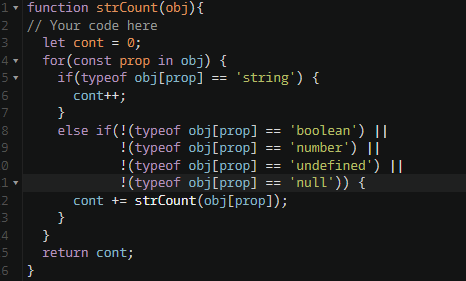 1 function strCount(obj){
2 // Your code here
3 let cont = 0;
4 for(const prop in obj) {
5 if(typeof obj[prop] == 'string') {
6 cont++;
7 }
8 else if(!(typeof obj[prop] == 'boolean') ||
9 !(typeof obj[prop] == 'number') ||
0 !(typeof obj[prop] == 'undefined') ||
1 !(typeof obj[prop] == 'null')) {
2 cont += strCount(obj[prop]);
3 }
4 }
5 return cont;
6 }